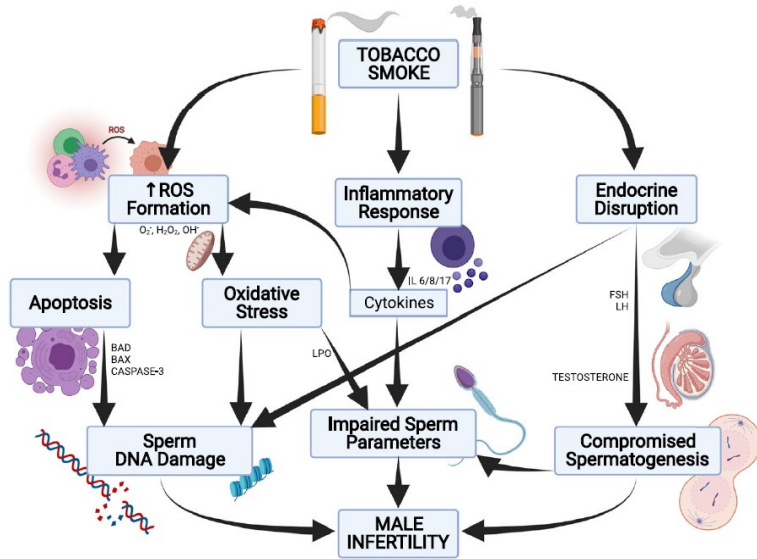 TOBACCO
SMOKE
ROS
↑ROS
Formation
O₂⁻, H₂O₂, OH⁻
Inflammatory
Response
Endocrine
Disruption
Apoptosis
Oxidative
Stress
IL 6/8/17
Cytokines
FSH
LH
BAD
BAX
CASPASE-3
LPO
TESTOSTERONE
Sperm
DNA Damage
Impaired Sperm
Parameters
Compromised
Spermatogenesis
MALE
INFERTILITY